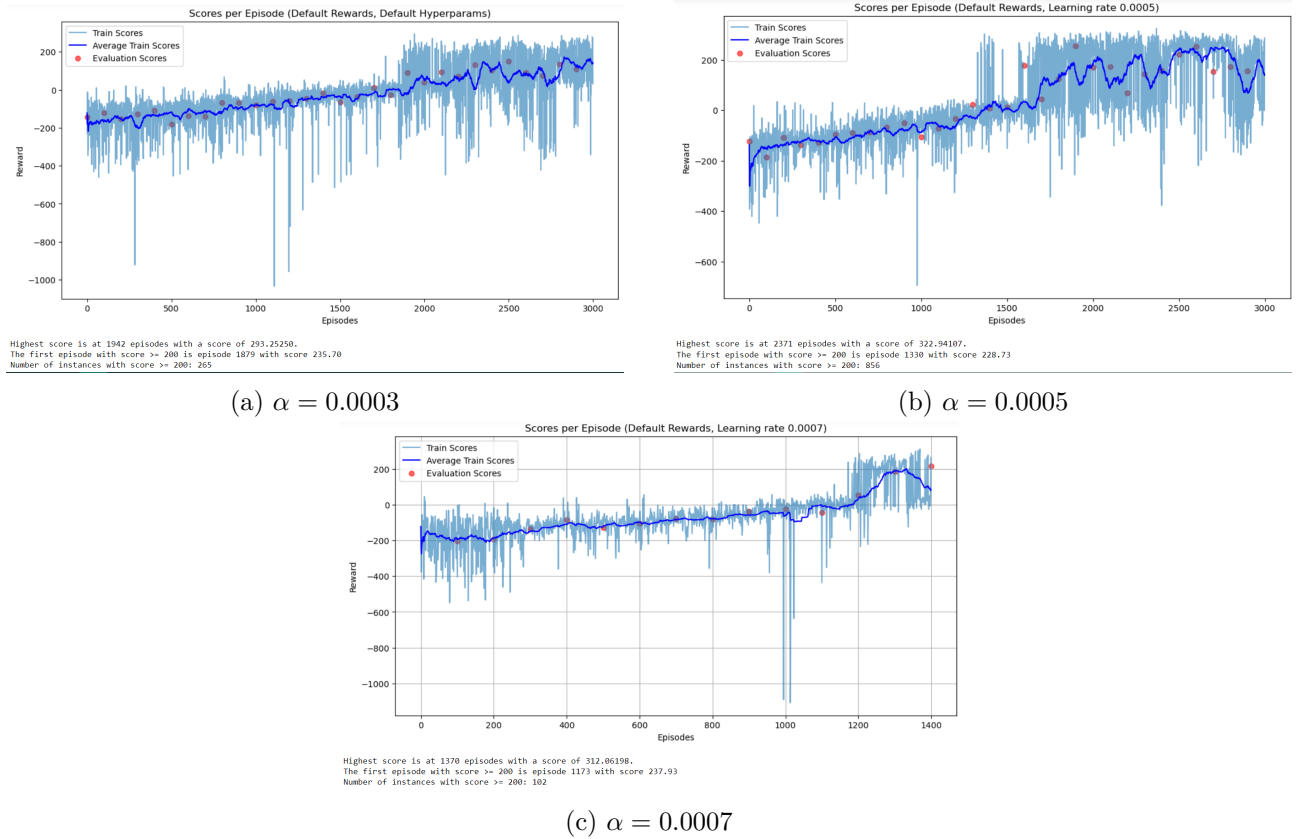 Scores per Episode (Default Rewards, Default Hyperparams)
Train Scores
Average Train Scores
Evaluation Scores
200
0
−200
−400
−600
−800
−1000
Reward
0
500
1000
1500
2000
2500
3000
Episodes
Highest score is at 1942 episodes with a score of 293.25250.
The first episode with score >= 200 is episode 1879 with score 235.70
Number of instances with score >= 200: 265
(a) α = 0.0003
Scores per Episode (Default Rewards, Learning rate 0.0005)
Train Scores
Average Train Scores
Evaluation Scores
200
0
−200
−400
−600
Reward
0
500
1000
1500
2000
2500
3000
Episodes
Highest score is at 2371 episodes with a score of 322.94107.
The first episode with score >= 200 is episode 1330 with score 228.73
Number of instances with score >= 200: 856
(b) α = 0.0005
Scores per Episode (Default Rewards, Learning rate 0.0007)
Train Scores
Average Train Scores
Evaluation Scores
200
0
−200
−400
−600
−800
−1000
Reward
0
200
400
600
800
1000
1200
1400
Episodes
Highest score is at 1370 episodes with a score of 312.06198.
The first episode with score >= 200 is episode 1173 with score 237.93
Number of instances with score >= 200: 102
(c) α = 0.0007